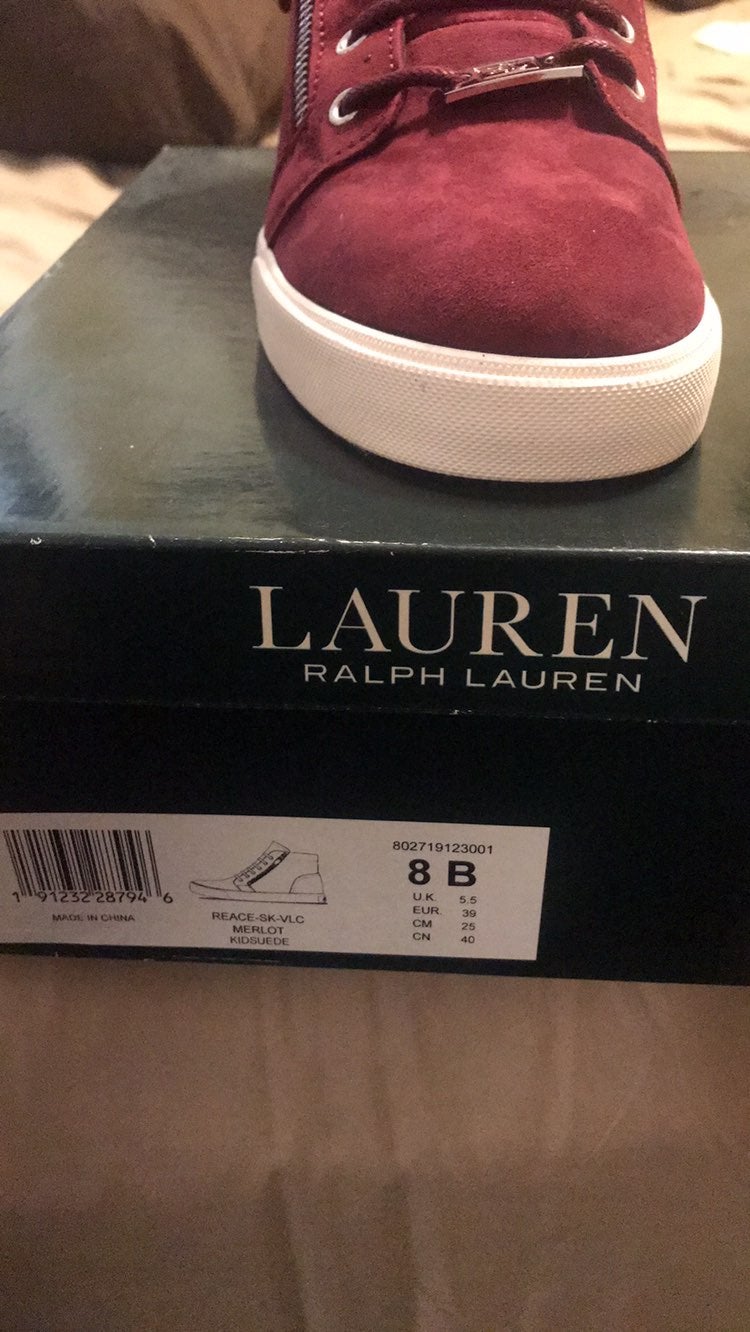 LAUREN
RALPH LAUREN
1 91232 28794 6
MADE IN CHINA
REACE-SK-VLC
MERLOT
KIDSUEDE
802719123001
8 B
U.K. 5.5
EUR. 39
CM 25
CN 40